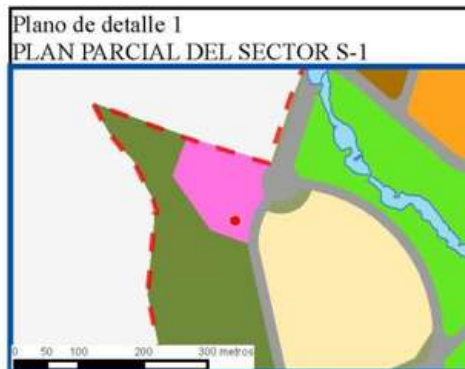 Plano de detalle 1
PLAN PARCIAL DEL SECTOR S-1
0 50 100 200 300 metros